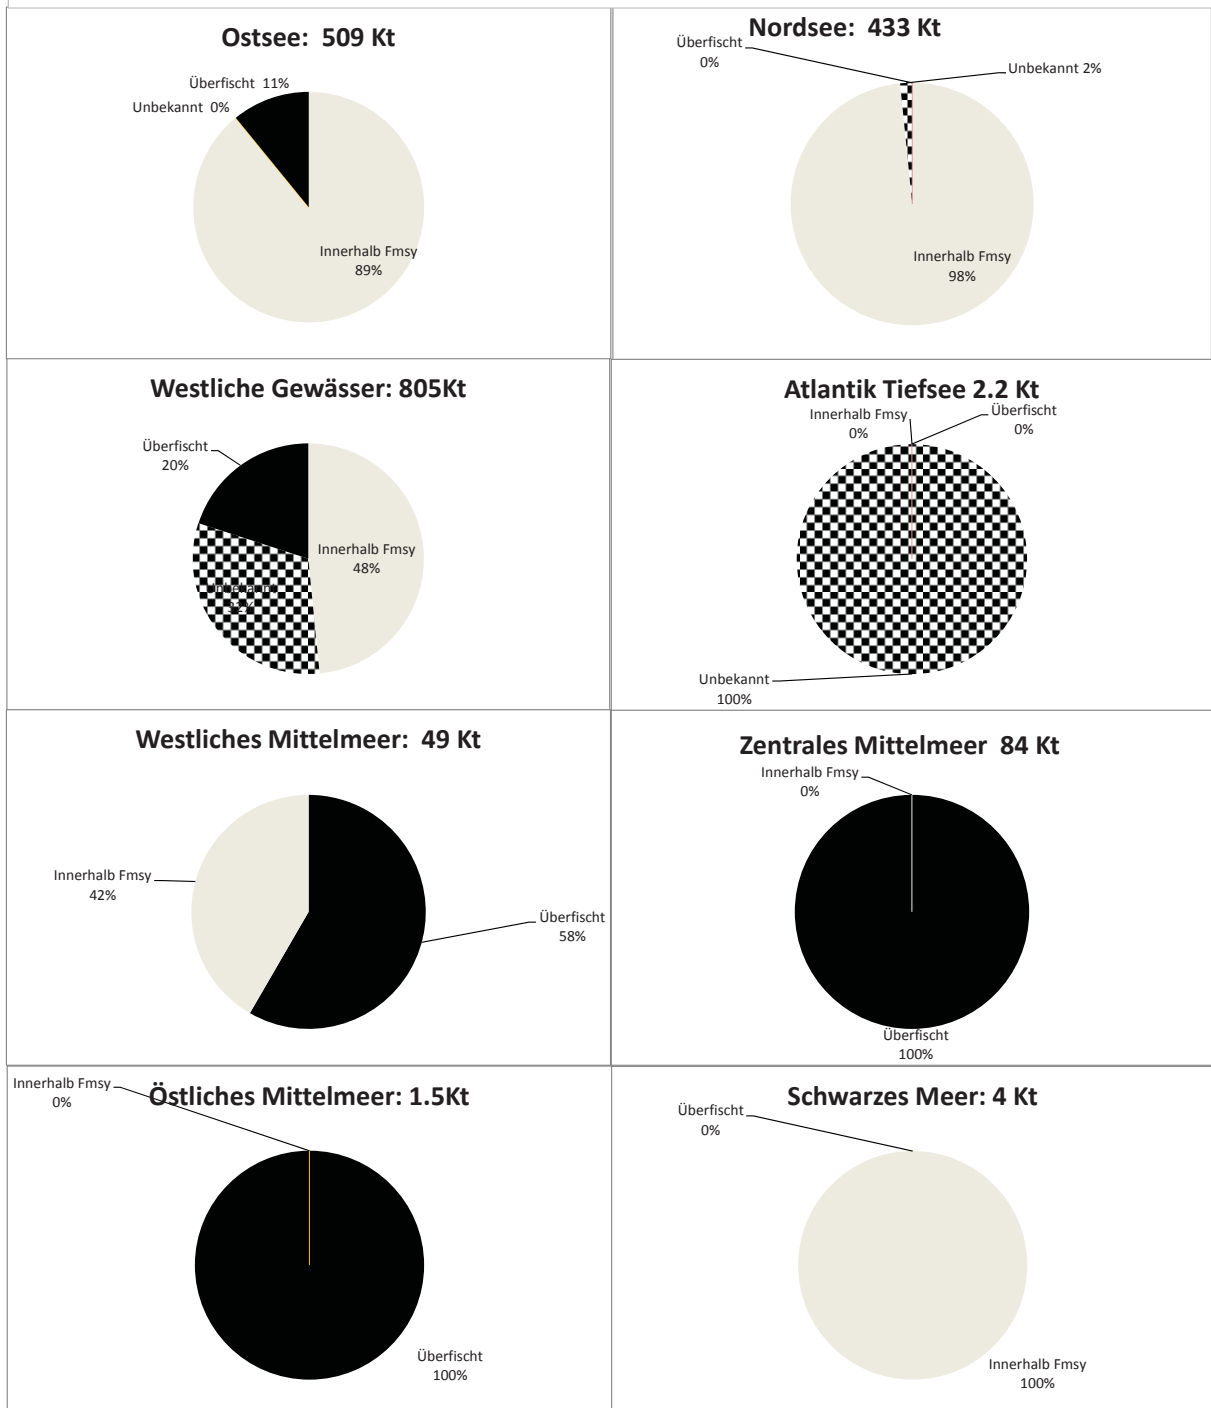 Ostsee: 509 Kt
Überfischt 11%
Unbekannt 0%
Innerhalb Fmsy
89%
Nordsee: 433 Kt
Überfischt
0%
Unbekannt 2%
Innerhalb Fmsy
98%
Westliche Gewässer: 805Kt
Überfischt
20%
Innerhalb Fmsy
48%
Unbekannt
32%
Atlantik Tiefsee 2.2 Kt
Innerhalb Fmsy
0%
Überfischt
0%
Unbekannt
100%
Westliches Mittelmeer: 49 Kt
Innerhalb Fmsy
42%
Überfischt
58%
Zentrales Mittelmeer 84 Kt
Innerhalb Fmsy
0%
Überfischt
100%
Östliches Mittelmeer: 1.5Kt
Innerhalb Fmsy
0%
Überfischt
100%
Schwarzes Meer: 4 Kt
Überfischt
0%
Innerhalb Fmsy
100%